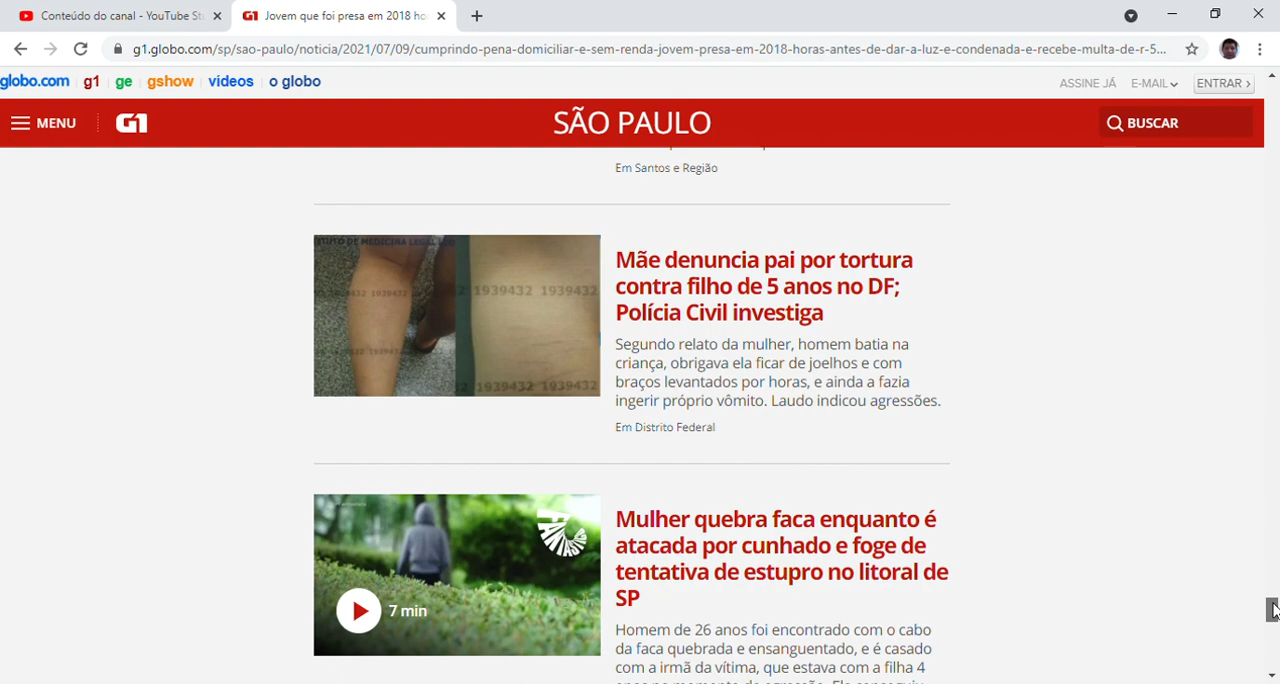 Conteúdo do canal - YouTube St
Jovem que foi presa em 2018 ho
g1.globo.com/sp/sao-paulo/noticia/2021/07/09/cumprindo-pena-domiciliar-e-sem-renda-jovem-presa-em-2018-horas-antes-de-dar-a-luz-e-condenada-e-recebe-multa-de-r-5...
globo.com g1 ge gshow videos o globo
ASSINE JÁ E-MAIL ENTRAR
MENU G1 SÃO PAULO BUSCAR
Em Santos e Região
1939432 1939432
1939432 1939432
Mãe denuncia pai por tortura
contra filho de 5 anos no DF;
Polícia Civil investiga
Segundo relato da mulher, homem batia na
criança, obrigava ela ficar de joelhos e com
braços levantados por horas, e ainda a fazia
ingerir próprio vômito. Laudo indicou agressões.
Em Distrito Federal
7 min
Mulher quebra faca enquanto é
atacada por cunhado e foge de
tentativa de estupro no litoral de
SP
Homem de 26 anos foi encontrado com o cabo
da faca quebrada e ensanguentado, e é casado
com a irmã da vítima, que estava com a filha 4